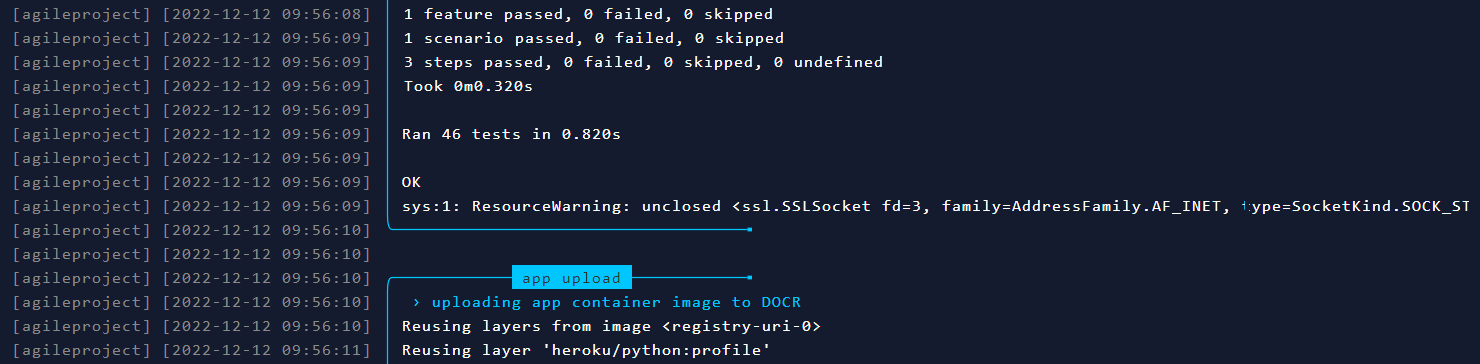 [agileproject] [2022-12-12 09:56:08] 1 feature passed, 0 failed, 0 skipped
[agileproject] [2022-12-12 09:56:09] 1 scenario passed, 0 failed, 0 skipped
[agileproject] [2022-12-12 09:56:09] 3 steps passed, 0 failed, 0 skipped, 0 undefined
[agileproject] [2022-12-12 09:56:09] Took 0m0.320s
[agileproject] [2022-12-12 09:56:09]
[agileproject] [2022-12-12 09:56:09] Ran 46 tests in 0.820s
[agileproject] [2022-12-12 09:56:09]
[agileproject] [2022-12-12 09:56:09] OK
[agileproject] [2022-12-12 09:56:09] sys:1: ResourceWarning: unclosed <ssl.SSLSocket fd=3, family=AddressFamily.AF_INET, type=SocketKind.SOCK_ST
[agileproject] [2022-12-12 09:56:10]
[agileproject] [2022-12-12 09:56:10]
[agileproject] [2022-12-12 09:56:10] app upload
[agileproject] [2022-12-12 09:56:10] › uploading app container image to DOCR
[agileproject] [2022-12-12 09:56:10] Reusing layers from image <registry-uri-0>
[agileproject] [2022-12-12 09:56:11] Reusing layer 'heroku/python:profile'